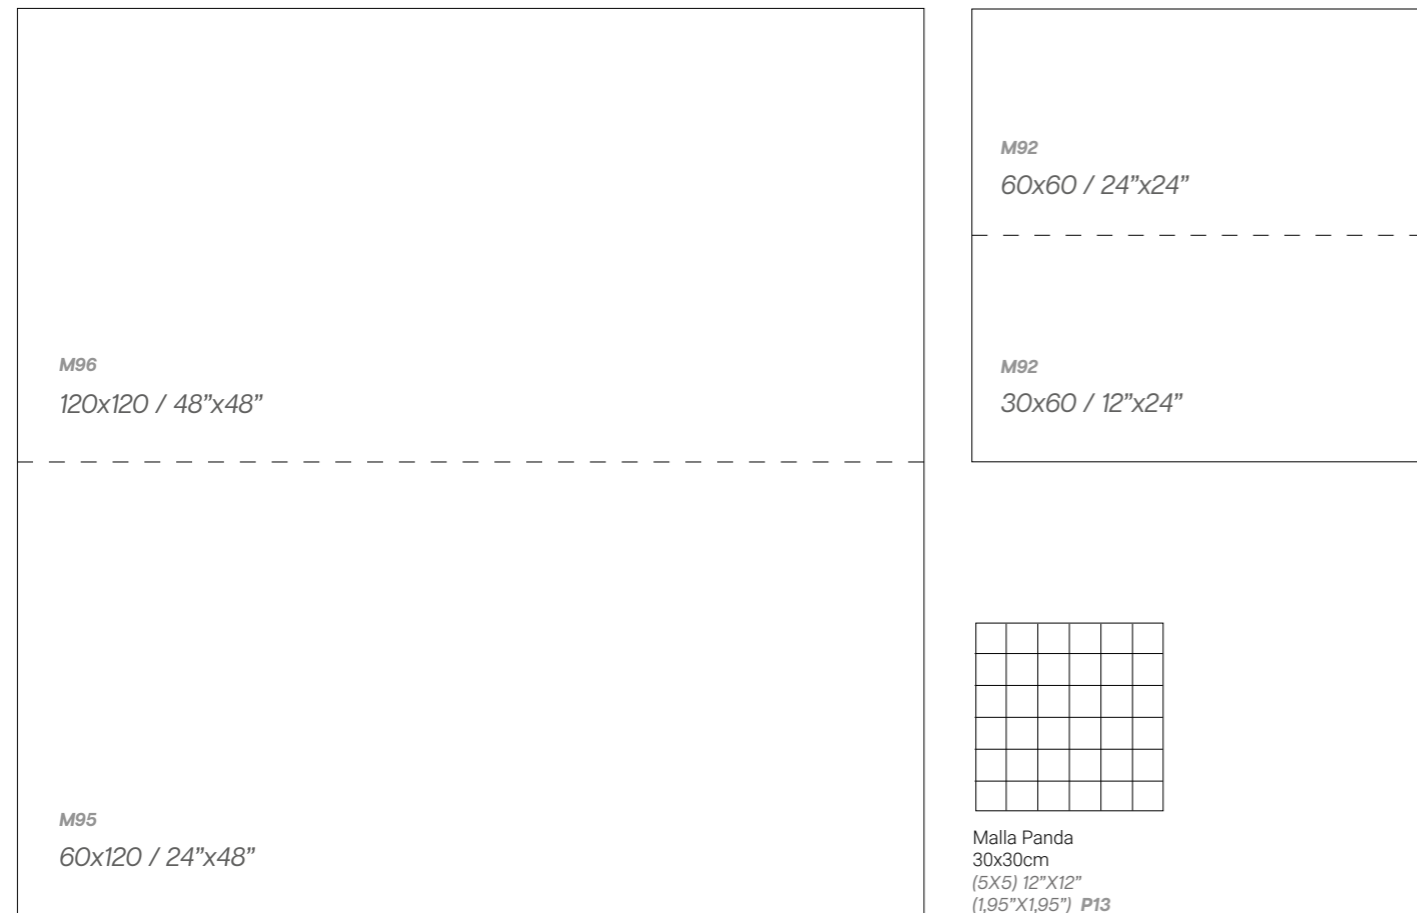 M96
120x120 / 48”x48”
M95
60x120 / 24”x48”
M92
60x60 / 24”x24”
M92
30x60 / 12”x24”
Malla Panda
30x30cm
(5X5) 12”X12”
(1,95”X1,95”) P13